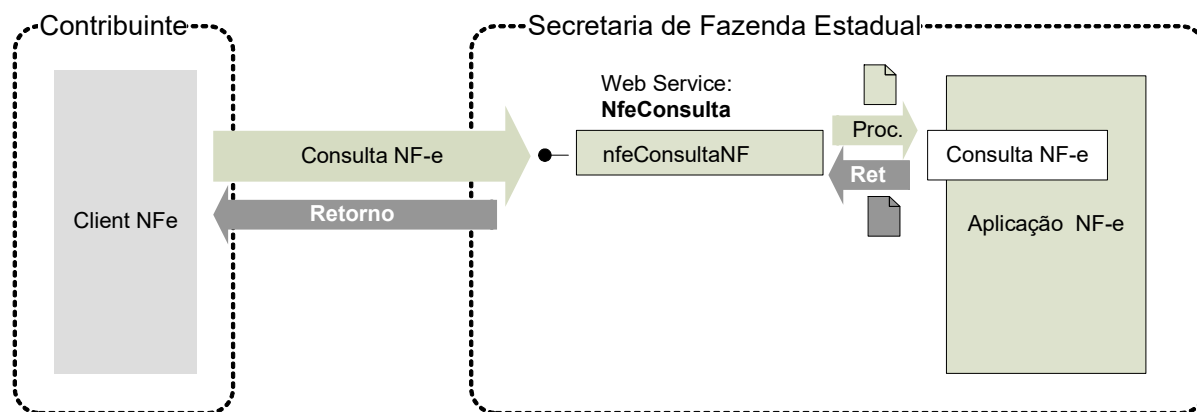 Contribuinte
Secretaria de Fazenda Estadual
Web Service:
NfeConsulta
Proc.
Consulta NF-e
nfeConsultaNF
Consulta NF-e
Ret
Retorno
Client NFe
Aplicação NF-e